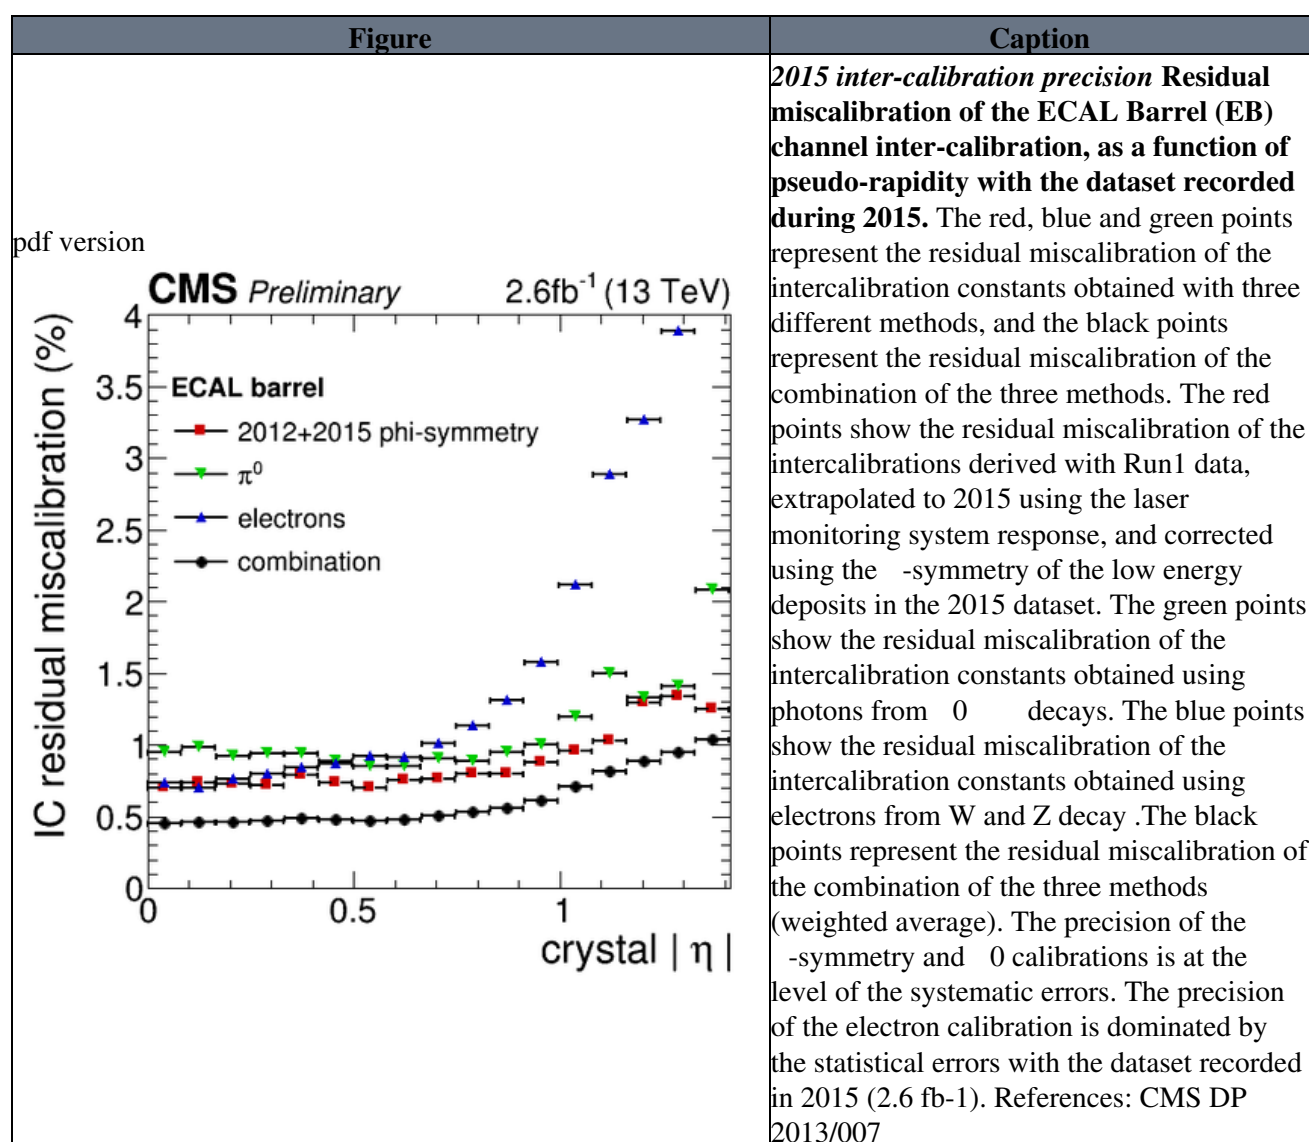 Figure
Caption
pdf version
CMS Preliminary 2.6fb-1 (13 TeV)
IC residual miscalibration (%)
4
3.5
3
2.5
2
1.5
1
0.5
0
ECAL barrel
2012+2015 phi-symmetry
π0
electrons
combination
0 0.5 1
crystal | η |
2015 inter-calibration precision Residual
miscalibration of the ECAL Barrel (EB)
channel inter-calibration, as a function of
pseudo-rapidity with the dataset recorded
during 2015. The red, blue and green points
represent the residual miscalibration of the
intercalibration constants obtained with three
different methods, and the black points
represent the residual miscalibration of the
combination of the three methods. The red
points show the residual miscalibration of the
intercalibrations derived with Run1 data,
extrapolated to 2015 using the laser
monitoring system response, and corrected
using the -symmetry of the low energy
deposits in the 2015 dataset. The green points
show the residual miscalibration of the
intercalibration constants obtained using
photons from 0 decays. The blue points
show the residual miscalibration of the
intercalibration constants obtained using
electrons from W and Z decay .The black
points represent the residual miscalibration of
the combination of the three methods
(weighted average). The precision of the
-symmetry and 0 calibrations is at the
level of the systematic errors. The precision
of the electron calibration is dominated by
the statistical errors with the dataset recorded
in 2015 (2.6 fb-1). References: CMS DP
2013/007